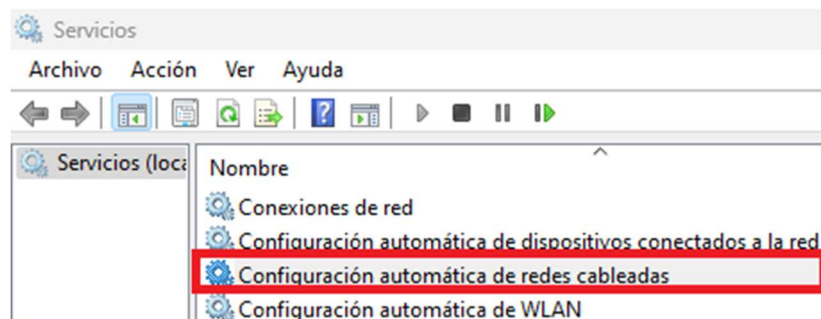 Servicios
Archivo Acción Ver Ayuda
Servicios (loca
Nombre
Conexiones de red
Configuración automática de dispositivos conectados a la red
Configuración automática de redes cableadas
Configuración automática de WLAN